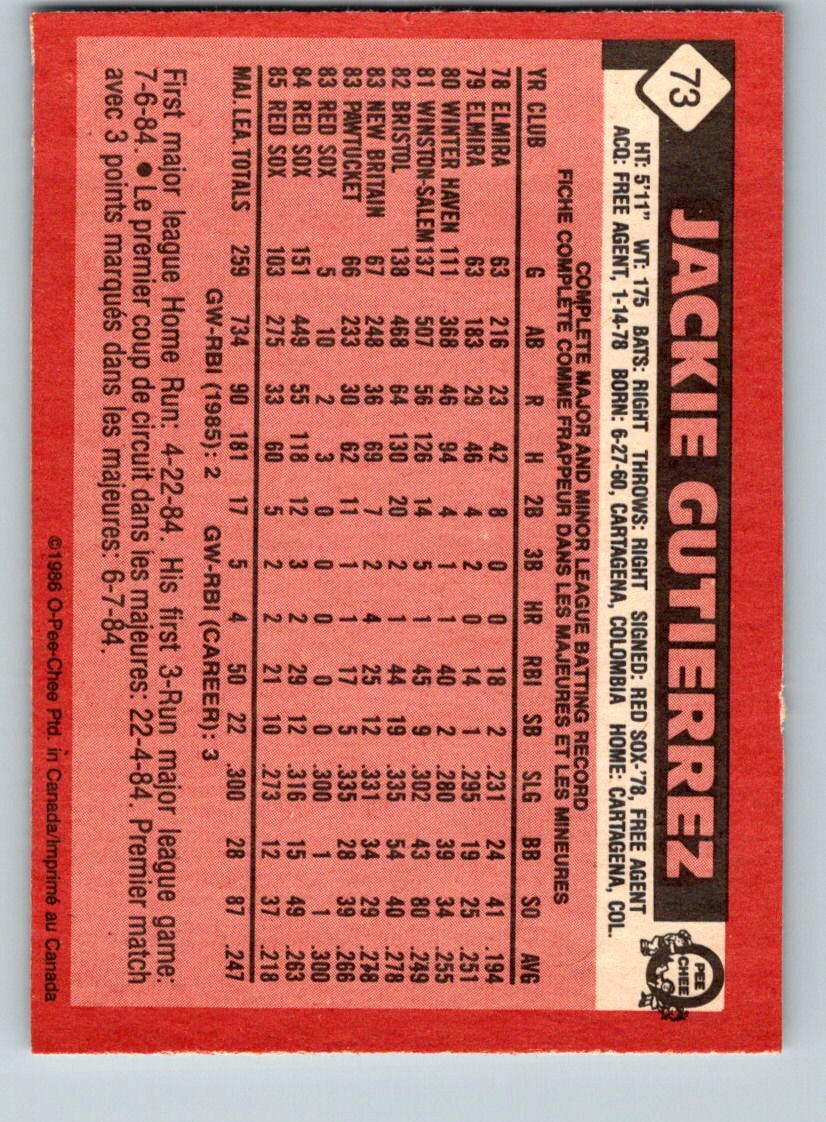 73
JACKIE GUTIERREZ
O PEE CHEE
HT: 5'11" WT: 175 BATS: RIGHT THROWS: RIGHT SIGNED: RED SOX-'78, FREE AGENT
ACQ: FREE AGENT, 1-14-78 BORN: 6-27-60, CARTAGENA, COLOMBIA HOME: CARTAGENA, COL.
COMPLETE MAJOR AND MINOR LEAGUE BATTING RECORD
FICHE COMPLÈTE COMME FRAPPEUR DANS LES MAJEURES ET LES MINEURES
YR CLUB G AB R H 2B 3B HR RBI SB SLG BB SO AVG
78 ELMIRA 63 216 23 42 8 0 0 18 2 .231 24 41 .194
79 ELMIRA 63 183 29 46 4 2 0 14 1 .295 19 25 .251
80 WINTER HAVEN 111 368 46 94 4 1 1 40 2 .280 39 34 .255
81 WINSTON-SALEM 137 507 56 126 14 5 1 45 9 .302 43 80 .249
82 BRISTOL 138 468 64 130 20 2 1 44 19 .335 54 40 .278
83 NEW BRITAIN 67 248 36 69 7 2 4 25 12 .331 34 29 .278
83 PAWTUCKET 66 233 30 62 11 1 1 17 5 .335 28 39 .266
83 RED SOX 5 10 2 3 0 0 0 0 0 .300 1 1 .300
84 RED SOX 151 449 55 118 12 3 2 29 12 .316 15 49 .263
85 RED SOX 103 275 33 60 5 2 2 21 10 .273 12 37 .218
MAJ. LEA. TOTALS 259 734 90 181 17 5 4 50 22 .300 28 87 .247
GW-RBI (1985): 2 GW-RBI (CAREER): 3
First major league Home Run: 4-22-84. His first 3-Run major league game:
7-6-84. ● Le premier coup de circuit dans les majeures: 22-4-84. Premier match
avec 3 points marqués dans les majeures: 6-7-84.
©1986 O-Pee-Chee Ptd. in Canada/Imprimé au Canada